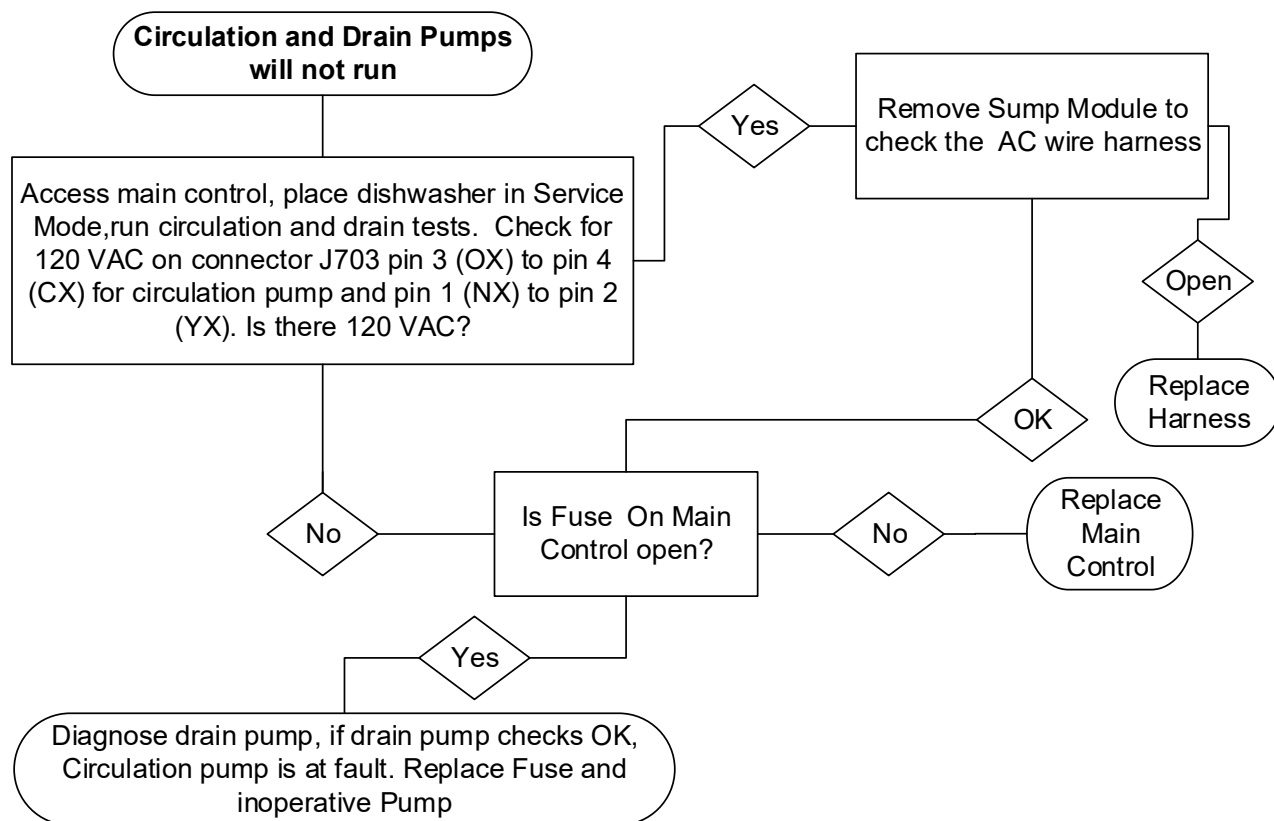 Circulation and Drain Pumps
will not run
Access main control, place dishwasher in Service
Mode,run circulation and drain tests.  Check for
120 VAC on connector J703 pin 3 (OX) to pin 4
(CX) for circulation pump and pin 1 (NX) to pin 2
(YX). Is there 120 VAC?
Yes
Remove Sump Module to
check the  AC wire harness
Open
Replace
Harness
OK
No
Is Fuse  On Main
Control open?
No
Replace
Main
Control
Yes
Diagnose drain pump, if drain pump checks OK,
Circulation pump is at fault. Replace Fuse and
inoperative Pump